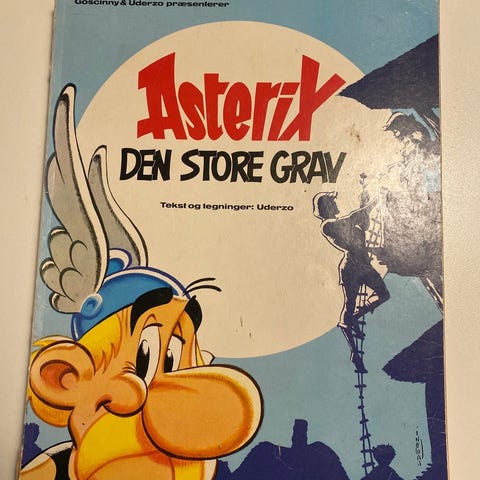 Goscinny & Uderzo præsenterer
Asterix
DEN STORE GRAV
Tekst og tegninger: Uderzo